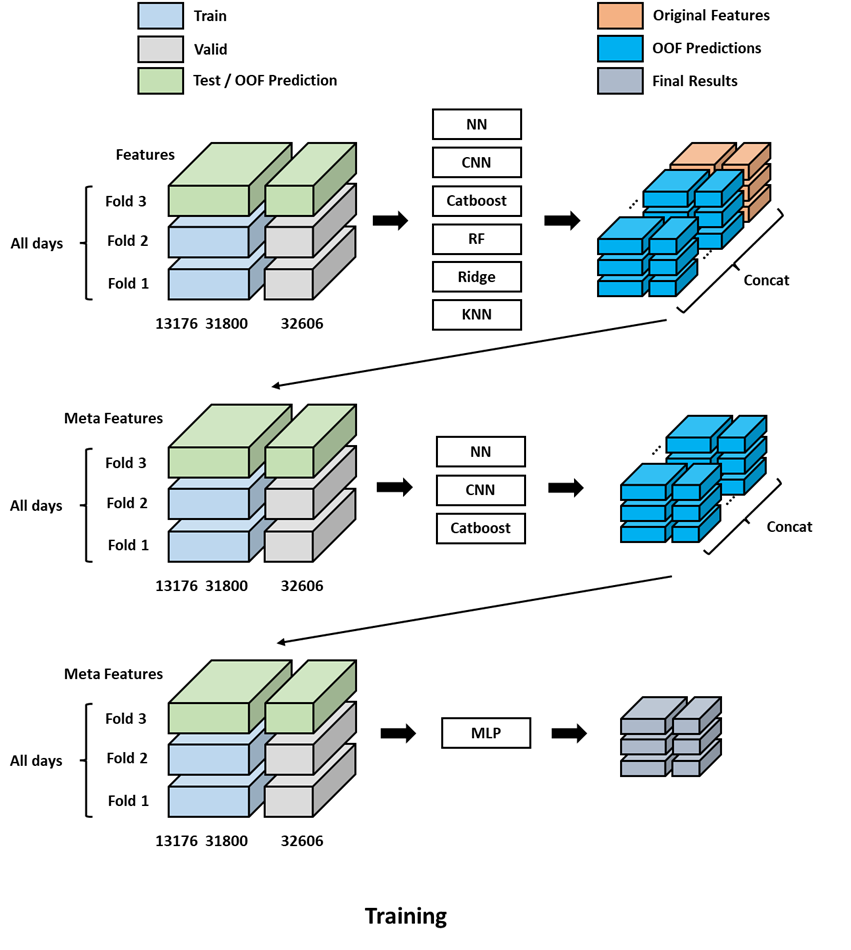 Train
Valid
Test / OOF Prediction
Original Features
OOF Predictions
Final Results
Features
Fold 3
Fold 2
Fold 1
All days
13176 31800 32606
NN
CNN
Catboost
RF
Ridge
KNN
Concat
Meta Features
Fold 3
Fold 2
Fold 1
All days
13176 31800 32606
NN
CNN
Catboost
Concat
Meta Features
Fold 3
Fold 2
Fold 1
All days
13176 31800 32606
MLP
Training